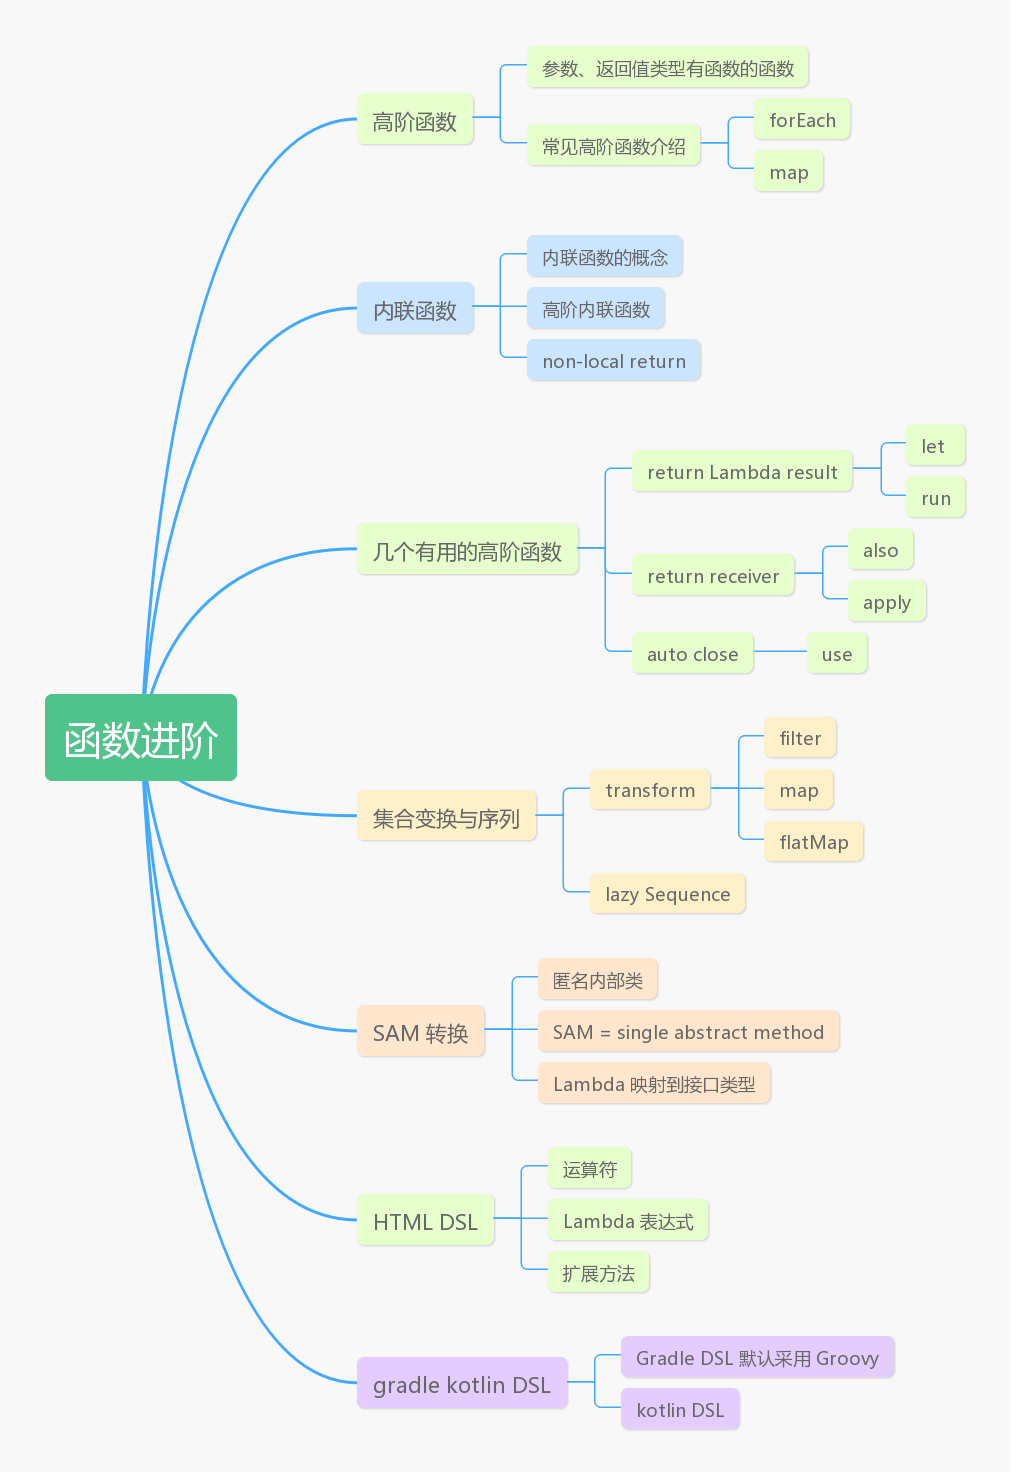 函数进阶
高阶函数
参数、返回值类型有函数的函数
常见高阶函数介绍
forEach
map
内联函数
内联函数的概念
高阶内联函数
non-local return
几个有用的高阶函数
return Lambda result
let
run
return receiver
also
apply
auto close
use
集合变换与序列
transform
filter
map
flatMap
lazy Sequence
SAM 转换
匿名内部类
SAM = single abstract method
Lambda 映射到接口类型
HTML DSL
运算符
Lambda 表达式
扩展方法
gradle kotlin DSL
Gradle DSL 默认采用 Groovy
kotlin DSL